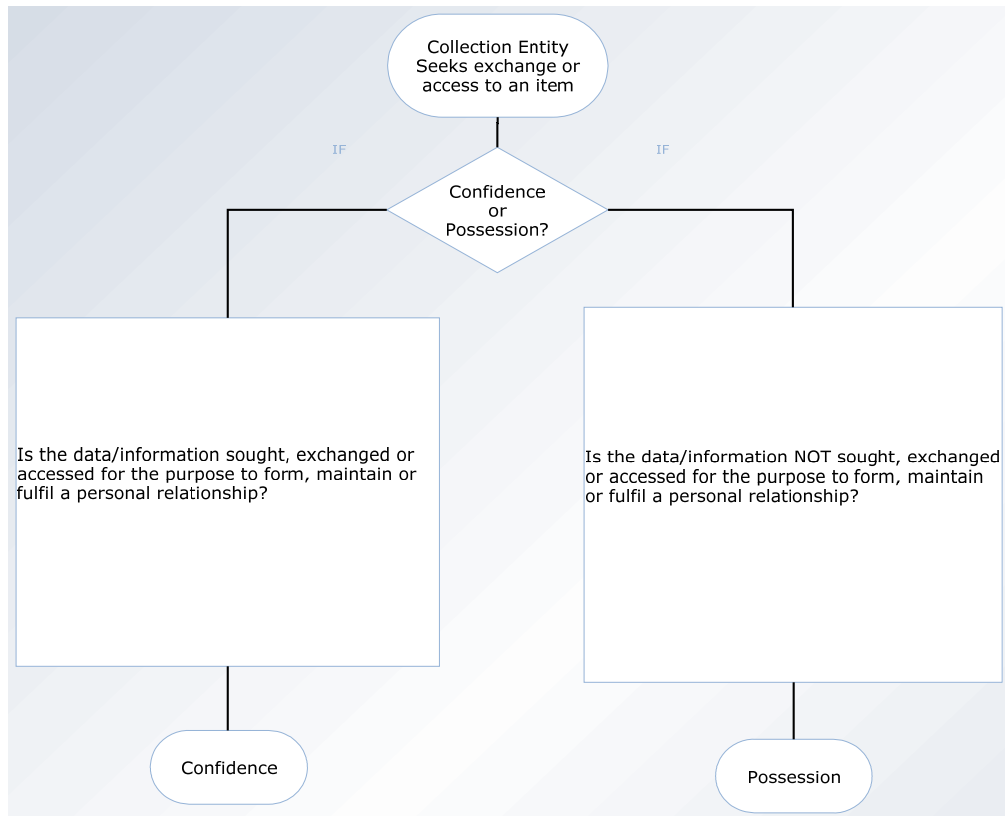 Collection Entity
Seeks exchange or
access to an item
IF
IF
Confidence
or
Possession?
Is the data/information sought, exchanged or
accessed for the purpose to form, maintain or
fulfil a personal relationship?
Is the data/information NOT sought, exchanged
or accessed for the purpose to form, maintain
or fulfil a personal relationship?
Confidence
Possession